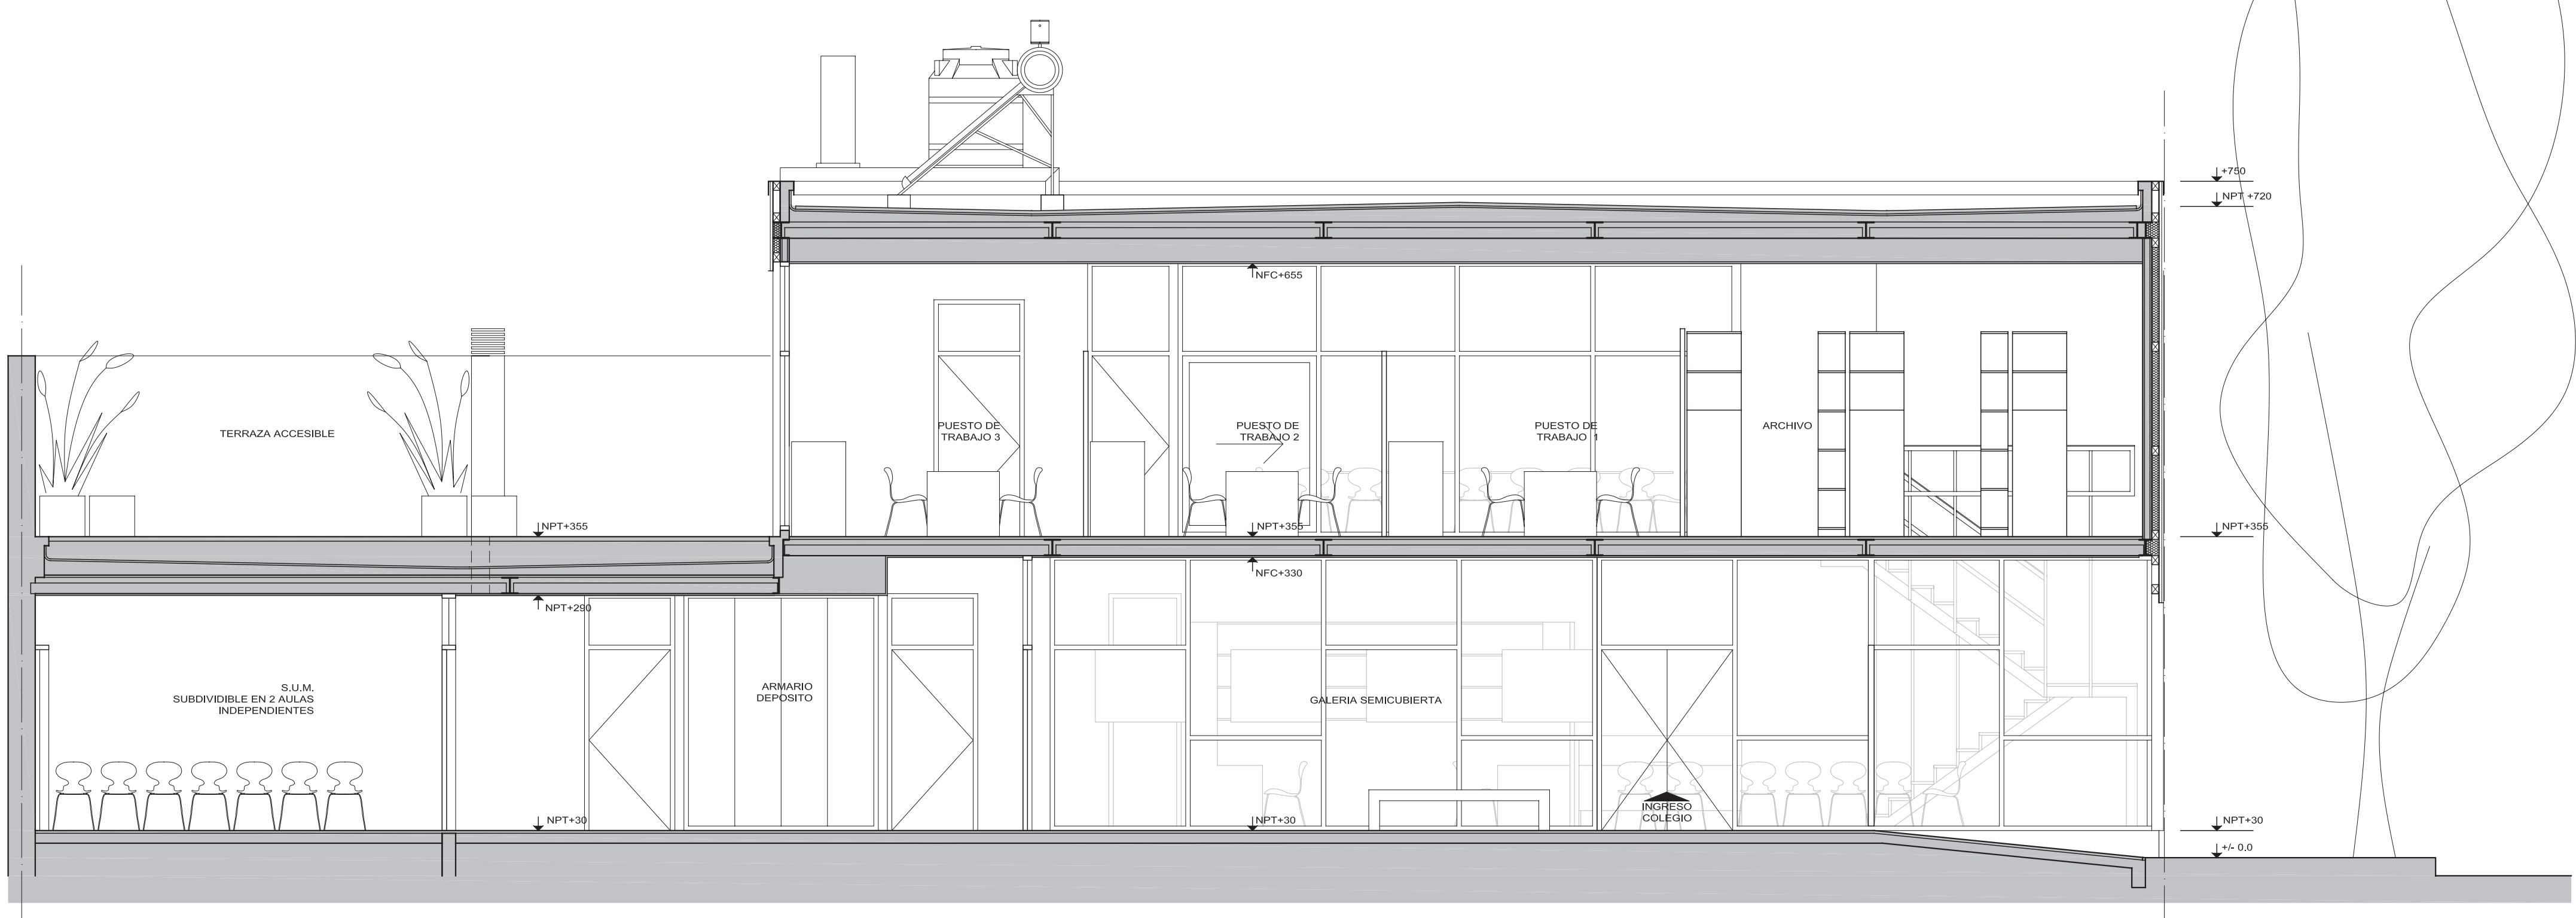 +750
NPT +720
NFC+655
TERRAZA ACCESIBLE
PUESTO DE
TRABAJO 3
PUESTO DE
TRABAJO 2
PUESTO DE
TRABAJO 1
ARCHIVO
NPT+355
NPT+355
NPT+355
NFC+330
NPT+290
S.U.M.
SUBDIVIDIBLE EN 2 AULAS
INDEPENDIENTES
ARMARIO
DEPOSITO
GALERIA SEMICUBIERTA
INGRESO
COLEGIO
NPT+30
NPT+30
NPT+30
+/- 0.0